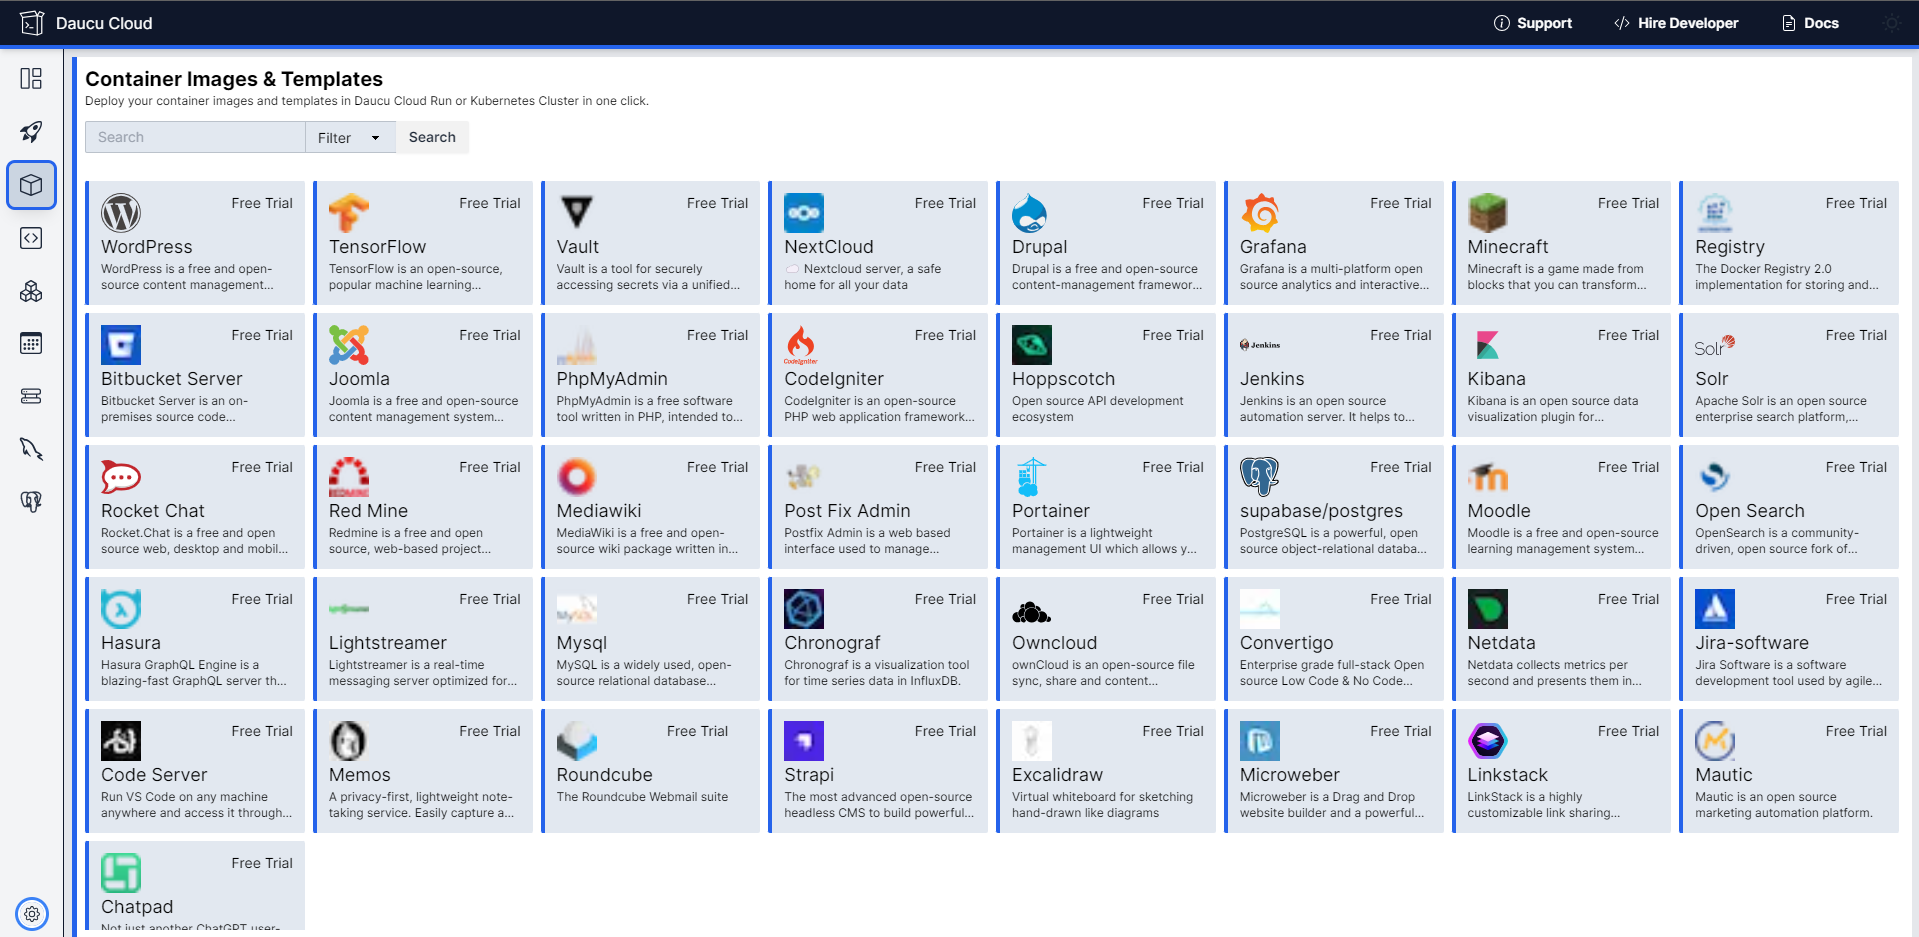 Daucu Cloud
Support
Hire Developer
Docs
Container Images & Templates
Deploy your container images and templates in Daucu Cloud Run or Kubernetes Cluster in one click.
Search
Filter
Search
Free Trial
WordPress
WordPress is a free and open-
source content management...
Free Trial
TensorFlow
TensorFlow is an open-source,
popular machine learning...
Free Trial
Vault
Vault is a tool for securely
accessing secrets via a unified...
Free Trial
NextCloud
Nextcloud server, a safe
home for all your data
Free Trial
Drupal
Drupal is a free and open-source
content-management framewor...
Free Trial
Grafana
Grafana is a multi-platform open
source analytics and interactive...
Free Trial
Minecraft
Minecraft is a game made from
blocks that you can transform...
Free Trial
Registry
The Docker Registry 2.0
implementation for storing and...
Free Trial
Bitbucket Server
Bitbucket Server is an on-
premises source code...
Free Trial
Joomla
Joomla is a free and open-source
content management system...
Free Trial
PhpMyAdmin
PhpMyAdmin is a free software
tool written in PHP, intended to...
CodeIgniter
Free Trial
CodeIgniter
CodeIgniter is an open-source
PHP web application framework...
Free Trial
Hoppscotch
Open source API development
ecosystem
Jenkins
Free Trial
Jenkins
Jenkins is an open source
automation server. It helps to...
Free Trial
Kibana
Kibana is an open source data
visualization plugin for...
Solr
Free Trial
Solr
Apache Solr is an open source
enterprise search platform,...
Free Trial
Rocket Chat
Rocket.Chat is a free and open
source web, desktop and mobil...
REDMINE
Free Trial
Red Mine
Redmine is a free and open
source, web-based project...
Free Trial
Mediawiki
MediaWiki is a free and open-
source wiki package written in...
Free Trial
Post Fix Admin
Postfix Admin is a web based
interface used to manage...
Free Trial
Portainer
Portainer is a lightweight
management UI which allows y...
Free Trial
supabase/postgres
PostgreSQL is a powerful, open
source object-relational databa...
Free Trial
Moodle
Moodle is a free and open-source
learning management system...
Free Trial
Open Search
OpenSearch is a community-
driven, open source fork of...
Free Trial
Hasura
Hasura GraphQL Engine is a
blazing-fast GraphQL server th...
Free Trial
Lightstreamer
Lightstreamer is a real-time
messaging server optimized for...
MySQL
Free Trial
Mysql
MySQL is a widely used, open-
source relational database...
Free Trial
Chronograf
Chronograf is a visualization tool
for time series data in InfluxDB.
Free Trial
Owncloud
ownCloud is an open-source file
sync, share and content...
Free Trial
Convertigo
Enterprise grade full-stack Open
source Low Code & No Code...
Free Trial
Netdata
Netdata collects metrics per
second and presents them in...
Free Trial
Jira-software
Jira Software is a software
development tool used by agile...
Free Trial
Code Server
Run VS Code on any machine
anywhere and access it through...
Free Trial
Memos
A privacy-first, lightweight note-
taking service. Easily capture a...
Free Trial
Roundcube
The Roundcube Webmail suite
Free Trial
Strapi
The most advanced open-source
headless CMS to build powerful...
Free Trial
Excalidraw
Virtual whiteboard for sketching
hand-drawn like diagrams
Free Trial
Microweber
Microweber is a Drag and Drop
website builder and a powerful...
Free Trial
Linkstack
LinkStack is a highly
customizable link sharing...
Free Trial
Mautic
Mautic is an open source
marketing automation platform.
Free Trial
Chatpad
Not just another ChatGPT user-